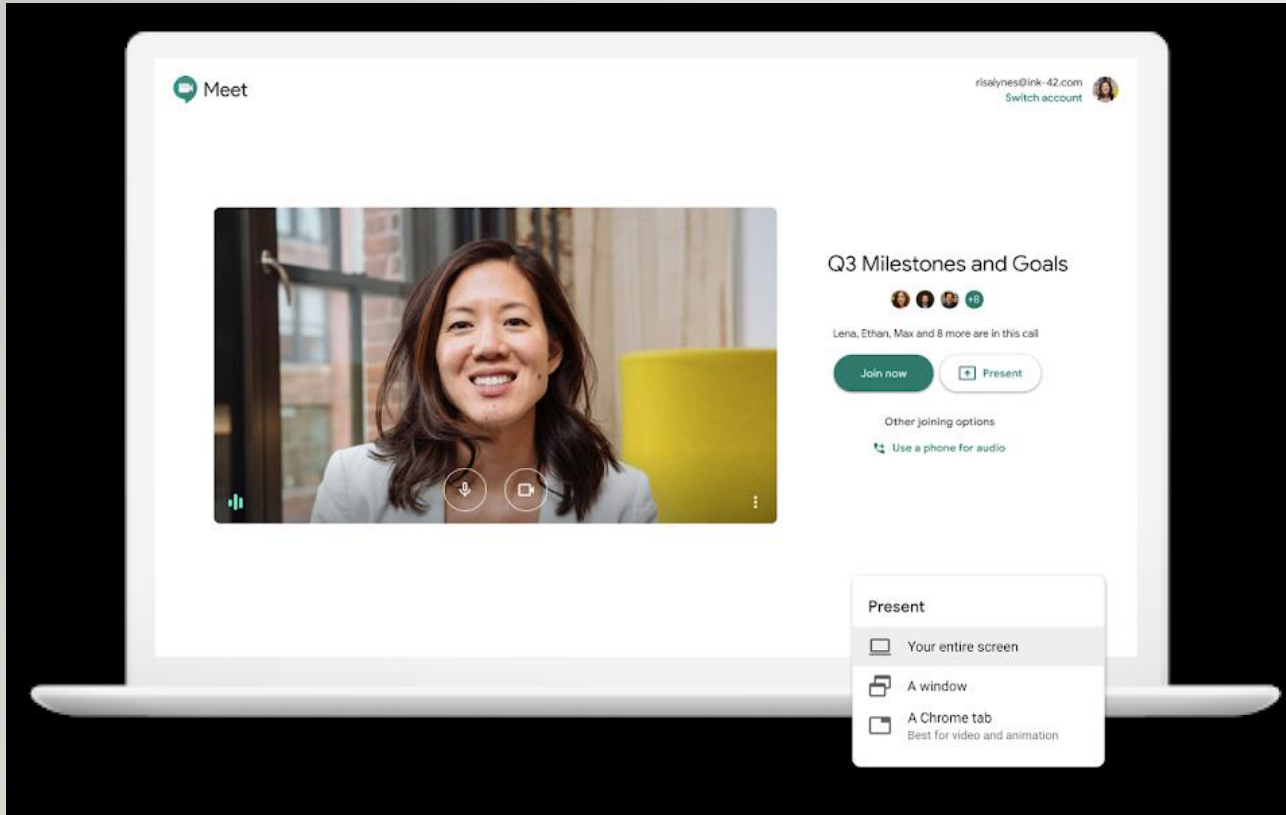 Meet
risalynes@ink-42.com
Switch account
Q3 Milestones and Goals
+8
Lena, Ethan, Max and 8 more are in this call
Join now
Present
Other joining options
Use a phone for audio
Present
Your entire screen
A window
A Chrome tab
Best for video and animation